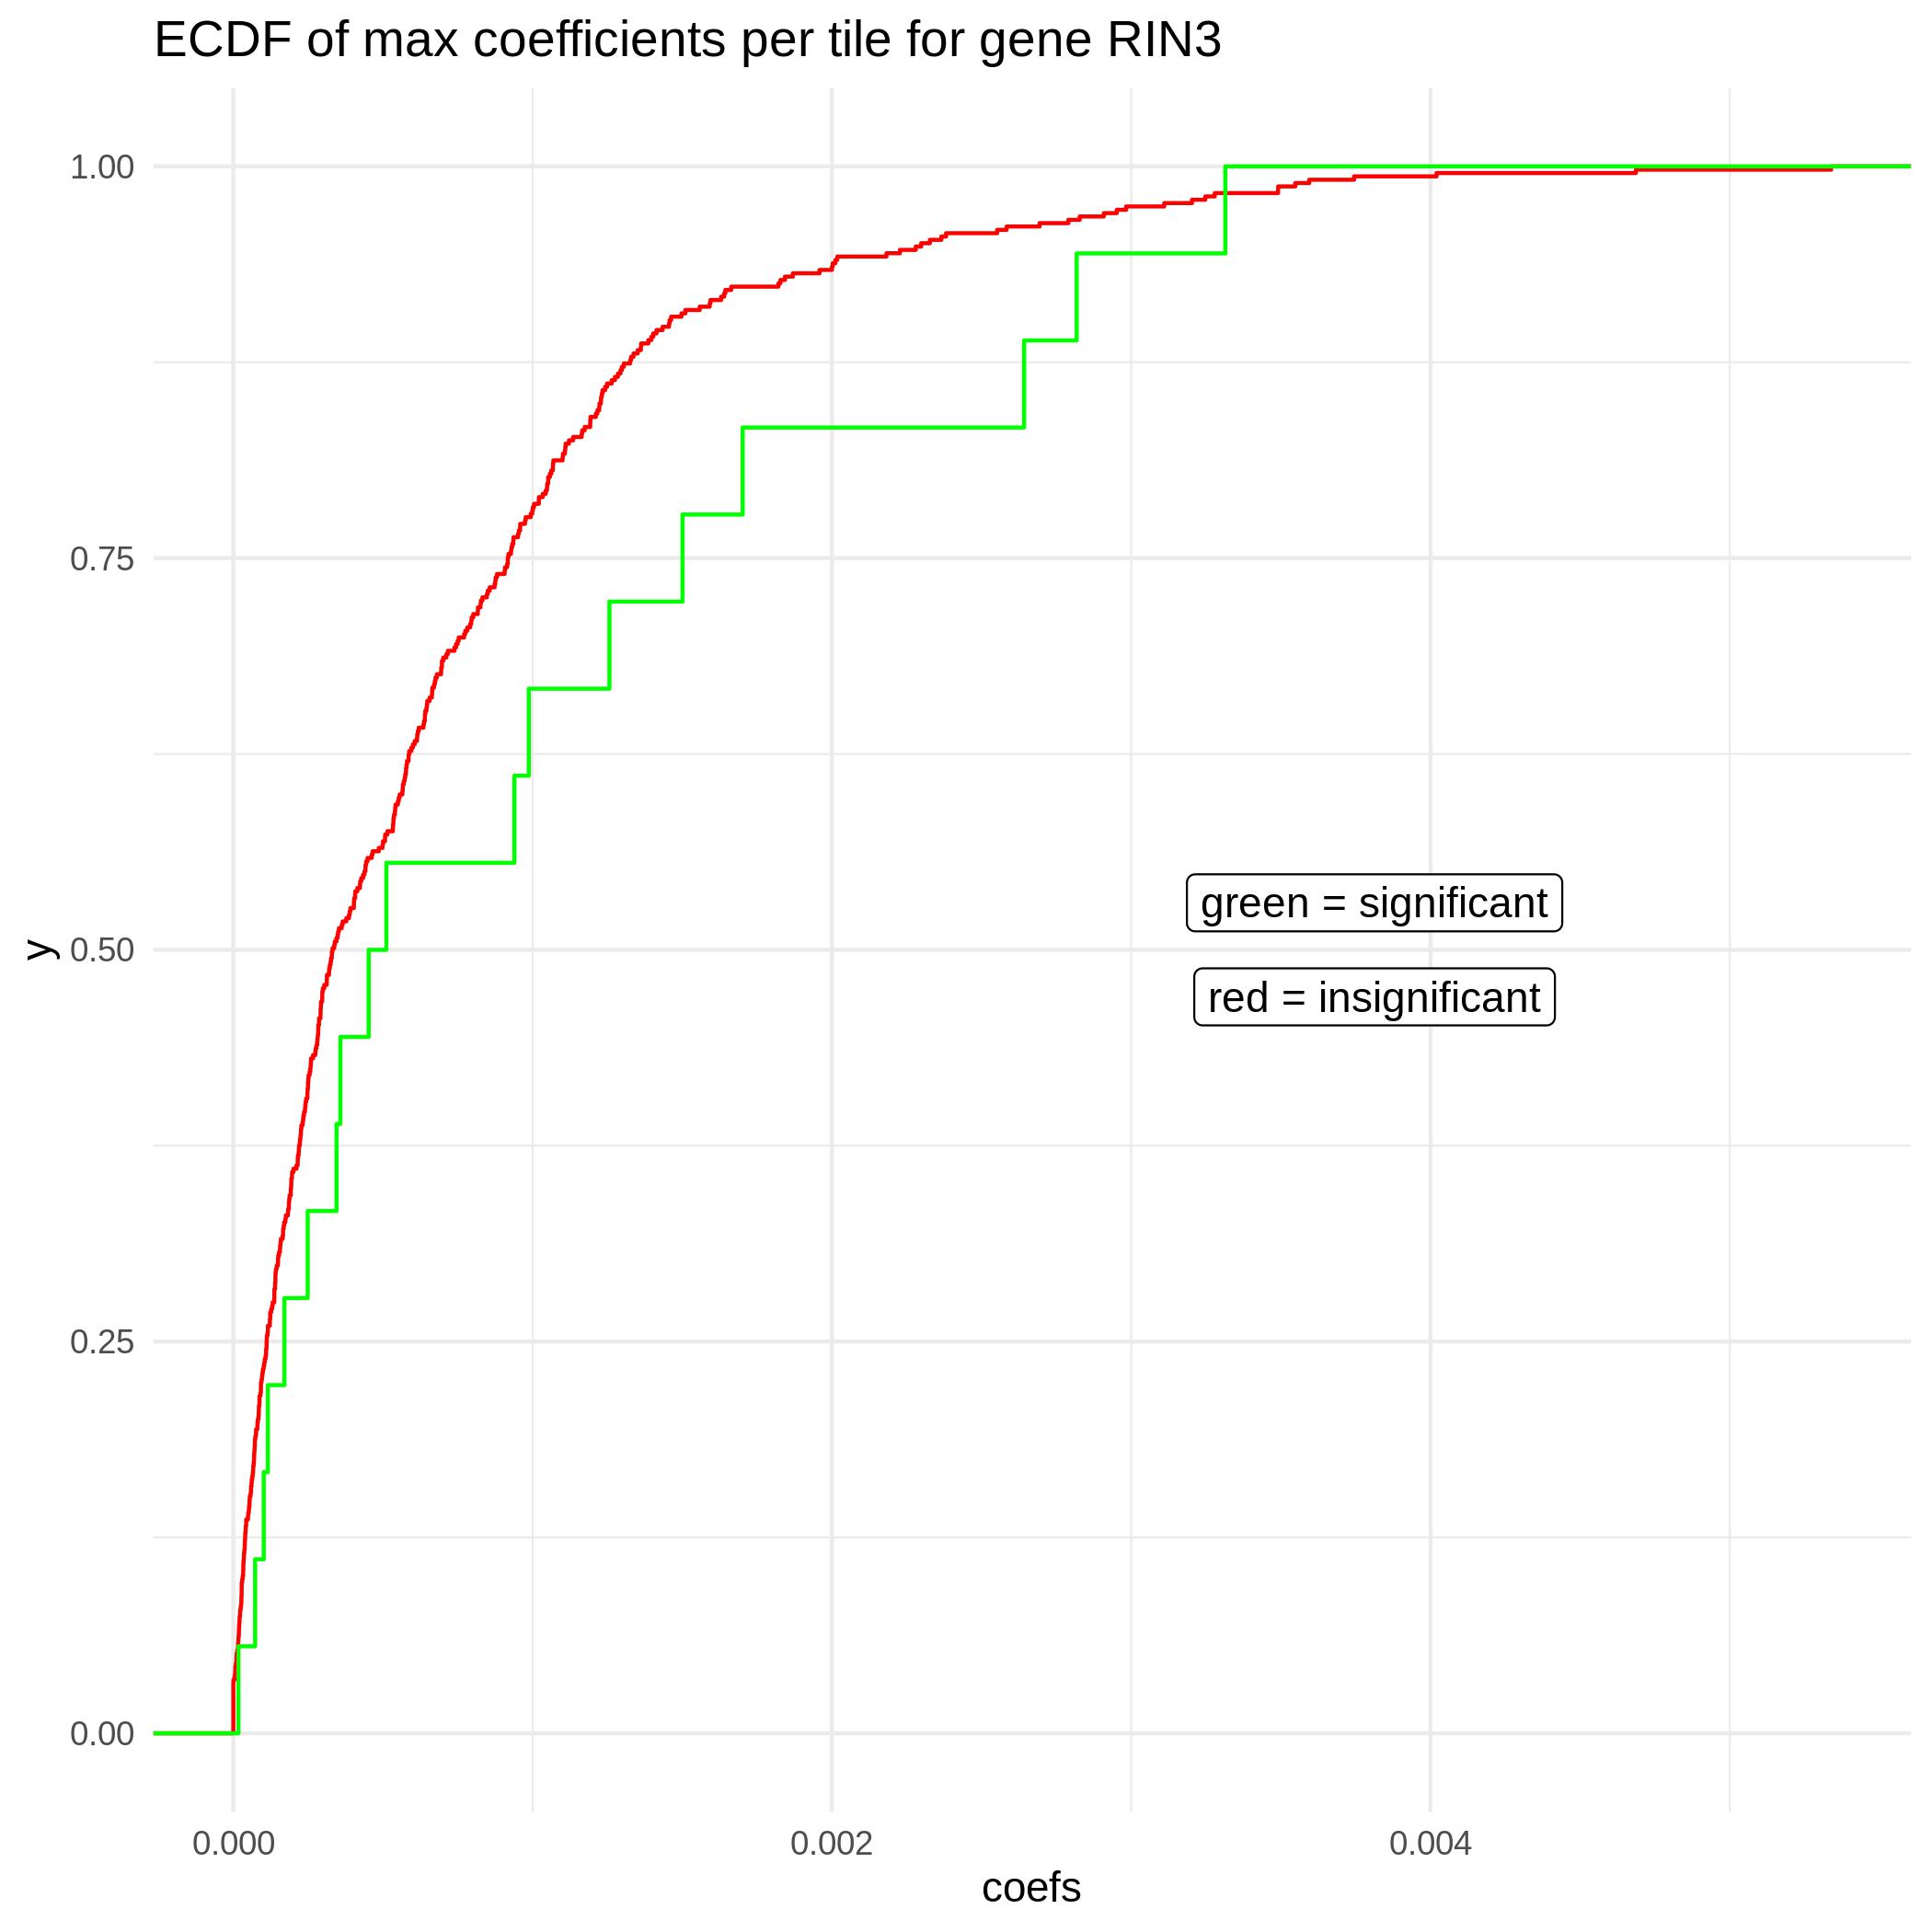 ECDF of max coefficients per tile for gene RIN3
1.00
0.75
0.50
0.25
0.00
y
green = significant
red = insignificant
0.000
0.002
0.004
coefs